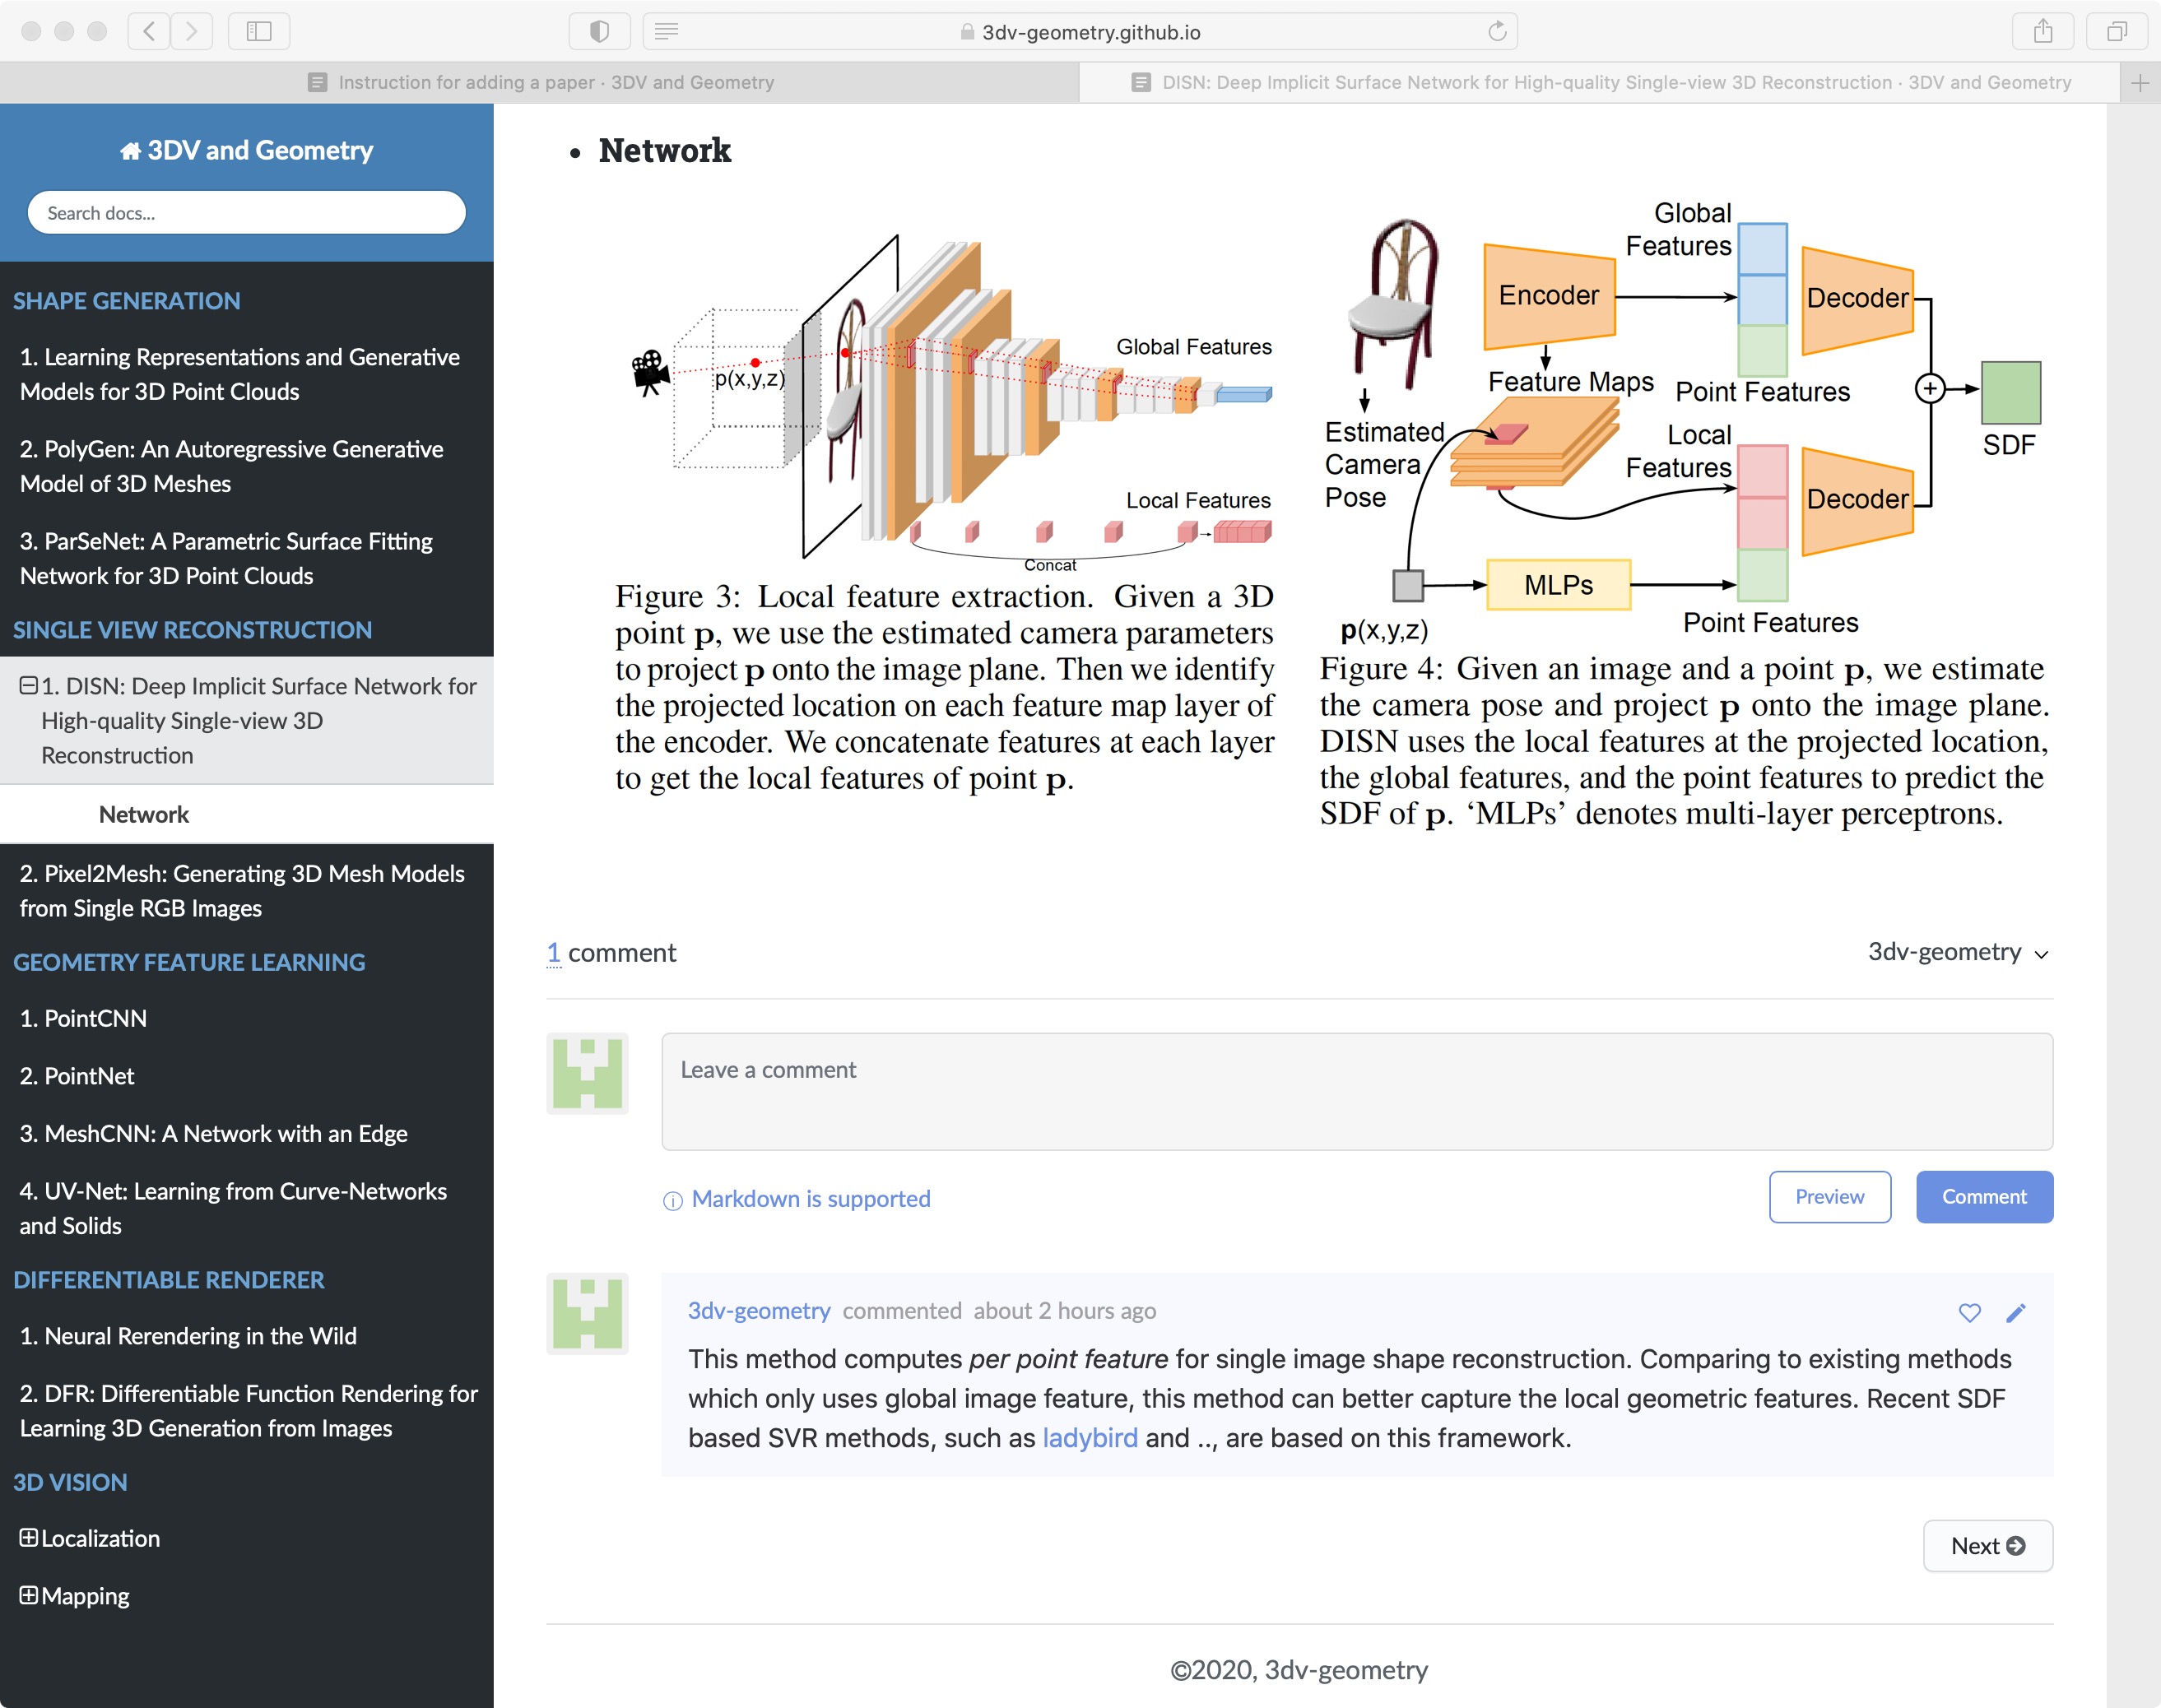 3dv-geometry.github.io
Instruction for adding a paper · 3DV and Geometry
DISN: Deep Implicit Surface Network for High-quality Single-view 3D Reconstruction · 3DV and Geometry
3DV and Geometry
Search docs...
SHAPE GENERATION
1. Learning Representations and Generative
Models for 3D Point Clouds
2. PolyGen: An Autoregressive Generative
Model of 3D Meshes
3. ParSeNet: A Parametric Surface Fitting
Network for 3D Point Clouds
SINGLE VIEW RECONSTRUCTION
1. DISN: Deep Implicit Surface Network for
High-quality Single-view 3D
Reconstruction
Network
2. Pixel2Mesh: Generating 3D Mesh Models
from Single RGB Images
GEOMETRY FEATURE LEARNING
1. PointCNN
2. PointNet
3. MeshCNN: A Network with an Edge
4. UV-Net: Learning from Curve-Networks
and Solids
DIFFERENTIABLE RENDERER
1. Neural Rerendering in the Wild
2. DFR: Differentiable Function Rendering for
Learning 3D Generation from Images
3D VISION
Localization
Mapping
• Network
p(x,y,z)
Global Features
Local Features
Concat
Figure 3: Local feature extraction. Given a 3D
point p, we use the estimated camera parameters
to project p onto the image plane. Then we identify
the projected location on each feature map layer of
the encoder. We concatenate features at each layer
to get the local features of point p.
Global
Features
Encoder
Decoder
Feature Maps
Point Features
+
SDF
Estimated
Camera
Pose
Local
Features
Decoder
MLPs
Point Features
p(x,y,z)
Figure 4: Given an image and a point p, we estimate
the camera pose and project p onto the image plane.
DISN uses the local features at the projected location,
the global features, and the point features to predict the
SDF of p. ‘MLPs’ denotes multi-layer perceptrons.
1 comment
3dv-geometry
Leave a comment
Markdown is supported
Preview
Comment
3dv-geometry commented about 2 hours ago
This method computes per point feature for single image shape reconstruction. Comparing to existing methods
which only uses global image feature, this method can better capture the local geometric features. Recent SDF
based SVR methods, such as ladybird and .., are based on this framework.
Next
©2020, 3dv-geometry